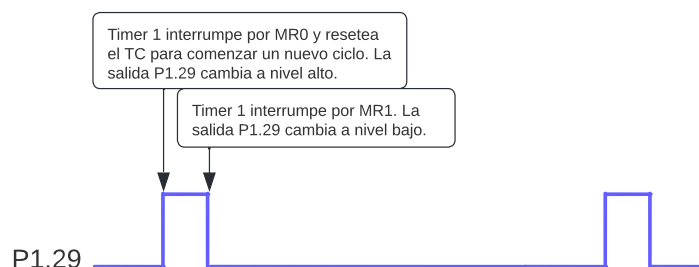 Timer 1 interrumpe por MR0 y resetea
el TC para comenzar un nuevo ciclo. La
salida P1.29 cambia a nivel alto.
Timer 1 interrumpe por MR1. La
salida P1.29 cambia a nivel bajo.
P1.29